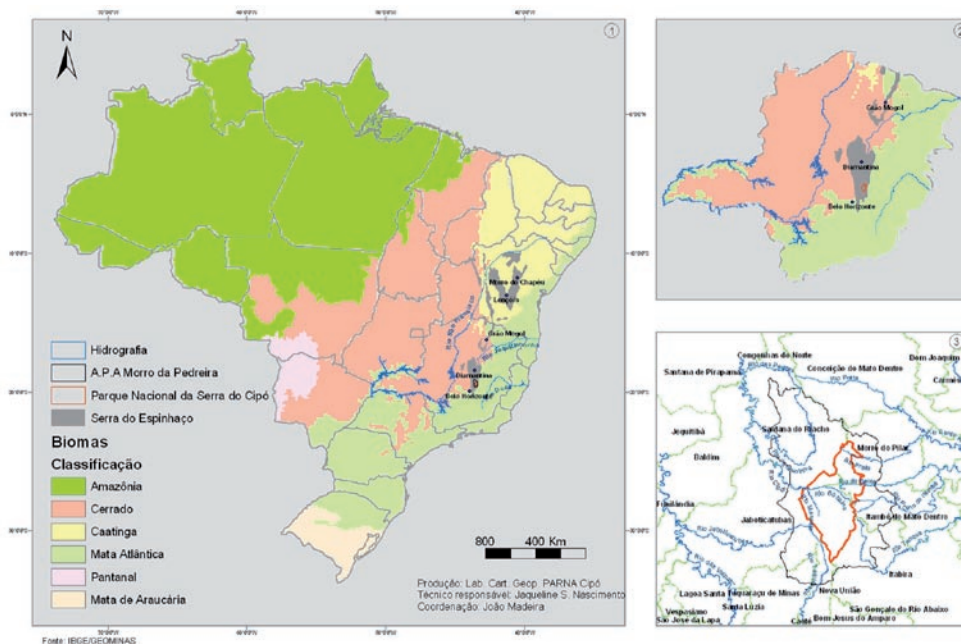 N
1
Morro do Chapéu
Lençóis
Grão Mogol
Diamantina
Belo Horizonte
Hidrografia
A.P.A Morro da Pedreira
Parque Nacional da Serra do Cipó
Serra do Espinhaço
Biomas
Classificação
Amazônia
Cerrado
Caatinga
Mata Atlântica
Pantanal
Mata de Araucária
800 400 Km
Produção: Lab. Cart. Geop. PARNA Cipó
Técnico responsável: Jaqueline S. Nascimento
Coordenação: João Madeira
Fonte: IBGE/GEOMINAS
2
Grão Mogol
Diamantina
Belo Horizonte
3
Congonhas do Norte
Santana de Pirapama
Conceição do Mato Dentro
Dom Joaquim
Santana do Riacho
Jequitibá
Morro do Pilar
Baldim
Jaboticatubas
Itambé do Mato Dentro
Itabira
Nova União
Lagoa Santa
Taquaraçu de Minas
São Gonçalo do Rio Abaixo
Vespasiano
Santa Luzia
Bom Jesus do Amparo
São José da Lapa
Caeté